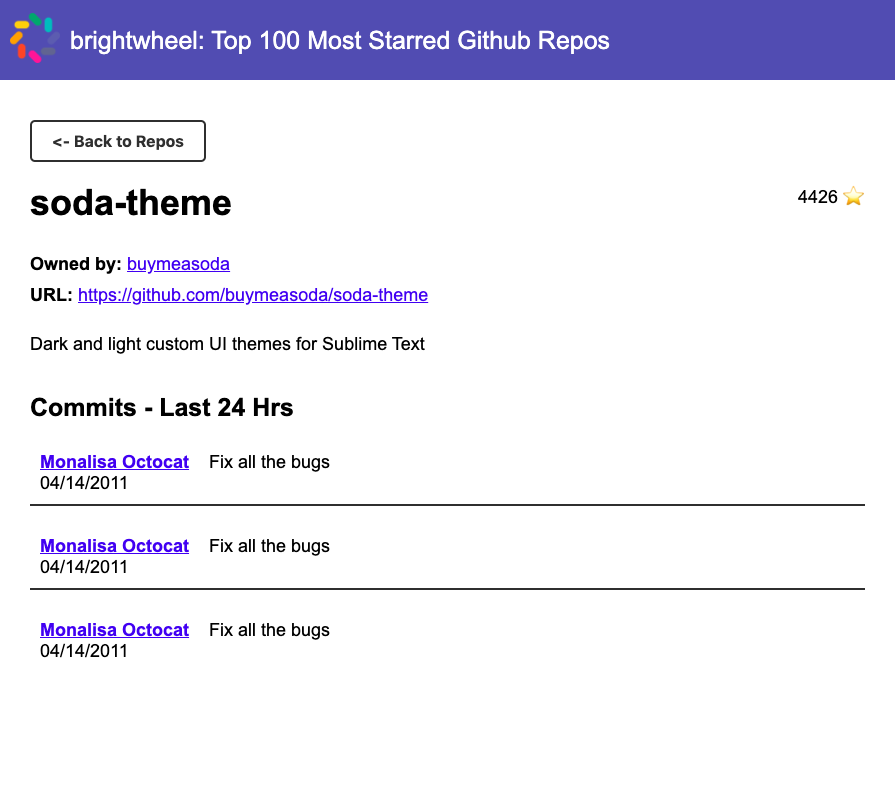 brightwheel: Top 100 Most Starred Github Repos
<- Back to Repos
soda-theme
4426 ⭐
Owned by: buymeasoda
URL: https://github.com/buymeasoda/soda-theme
Dark and light custom UI themes for Sublime Text
Commits - Last 24 Hrs
Monalisa Octocat Fix all the bugs
04/14/2011
Monalisa Octocat Fix all the bugs
04/14/2011
Monalisa Octocat Fix all the bugs
04/14/2011